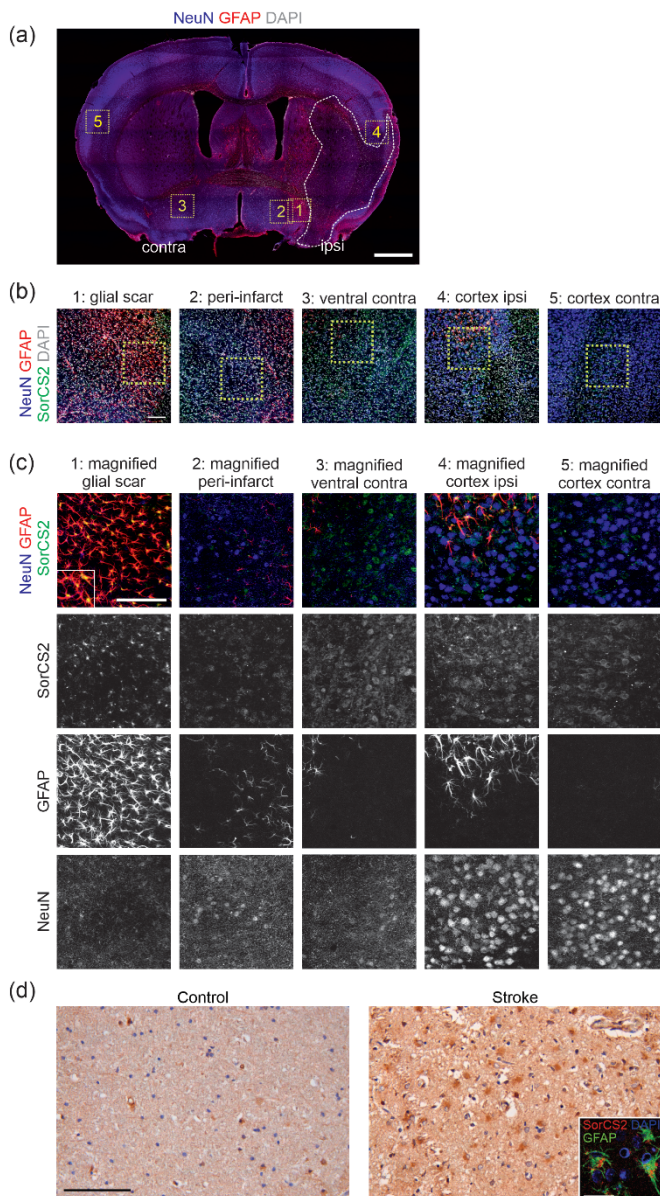 NeuN GFAP DAPI
(a)
5
4
3
2
1
contra
ipsi
(b)
1: glial scar
2: peri-infarct
3: ventral contra
4: cortex ipsi
5: cortex contra
NeuN GFAP
SorCS2 DAPI
(c)
1: magnified
glial scar
2: magnified
peri-infarct
3: magnified
ventral contra
4: magnified
cortex ipsi
5: magnified
cortex contra
NeuN GFAP
SorCS2
SorCS2
GFAP
NeuN
(d)
Control
Stroke
SorCS2 DAPI
GFAP